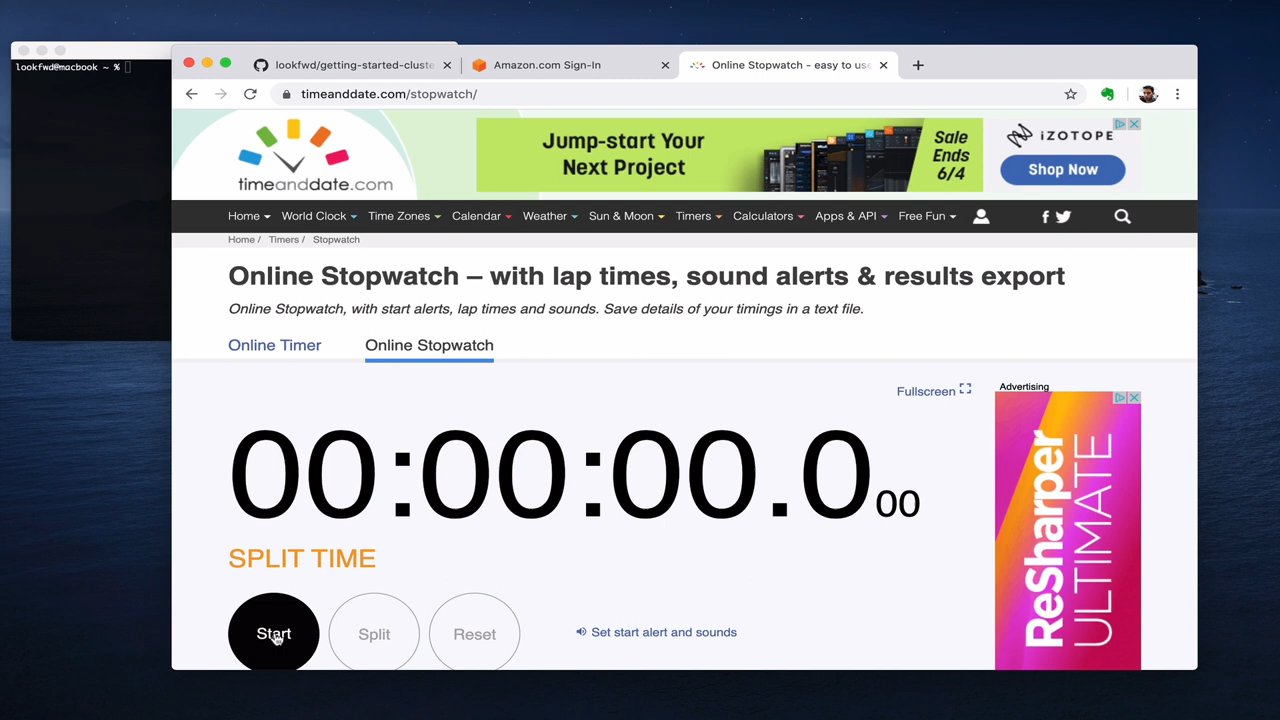 lookfwd@macbook ~ %
lookfwd/getting-started-cluste
Amazon.com Sign-In
Online Stopwatch - easy to use
timeanddate.com/stopwatch/
timeanddate.com
Jump-start Your
Next Project
Sale
Ends
6/4
iZOTOPE
Shop Now
Home World Clock Time Zones Calendar Weather Sun & Moon Timers Calculators Apps & API Free Fun
Home / Timers / Stopwatch
Online Stopwatch – with lap times, sound alerts & results export
Online Stopwatch, with start alerts, lap times and sounds. Save details of your timings in a text file.
Online Timer Online Stopwatch
Fullscreen
Advertising
00:00:00.000
SPLIT TIME
Start Split Reset
Set start alert and sounds
ReSharper
ULTIMATE